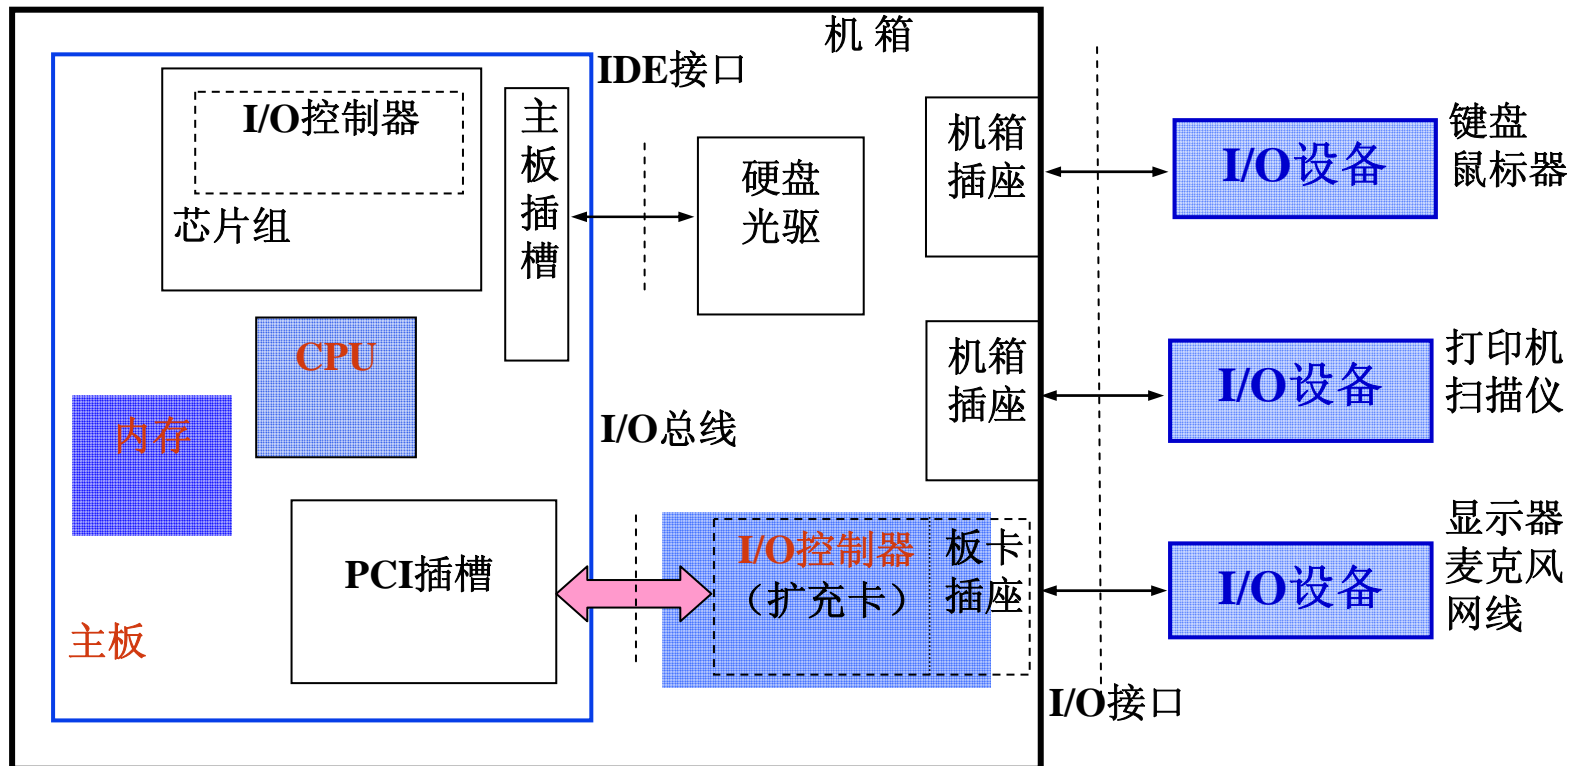 机 箱
IDE接口
I/O控制器
芯片组
主
板
插
槽
硬盘
光驱
机箱
插座
I/O设备
键盘
鼠标器
CPU
内存
I/O总线
机箱
插座
I/O设备
打印机
扫描仪
PCI插槽
主板
I/O控制器
（扩充卡）
板卡
插座
I/O设备
显示器
麦克风
网线
I/O接口